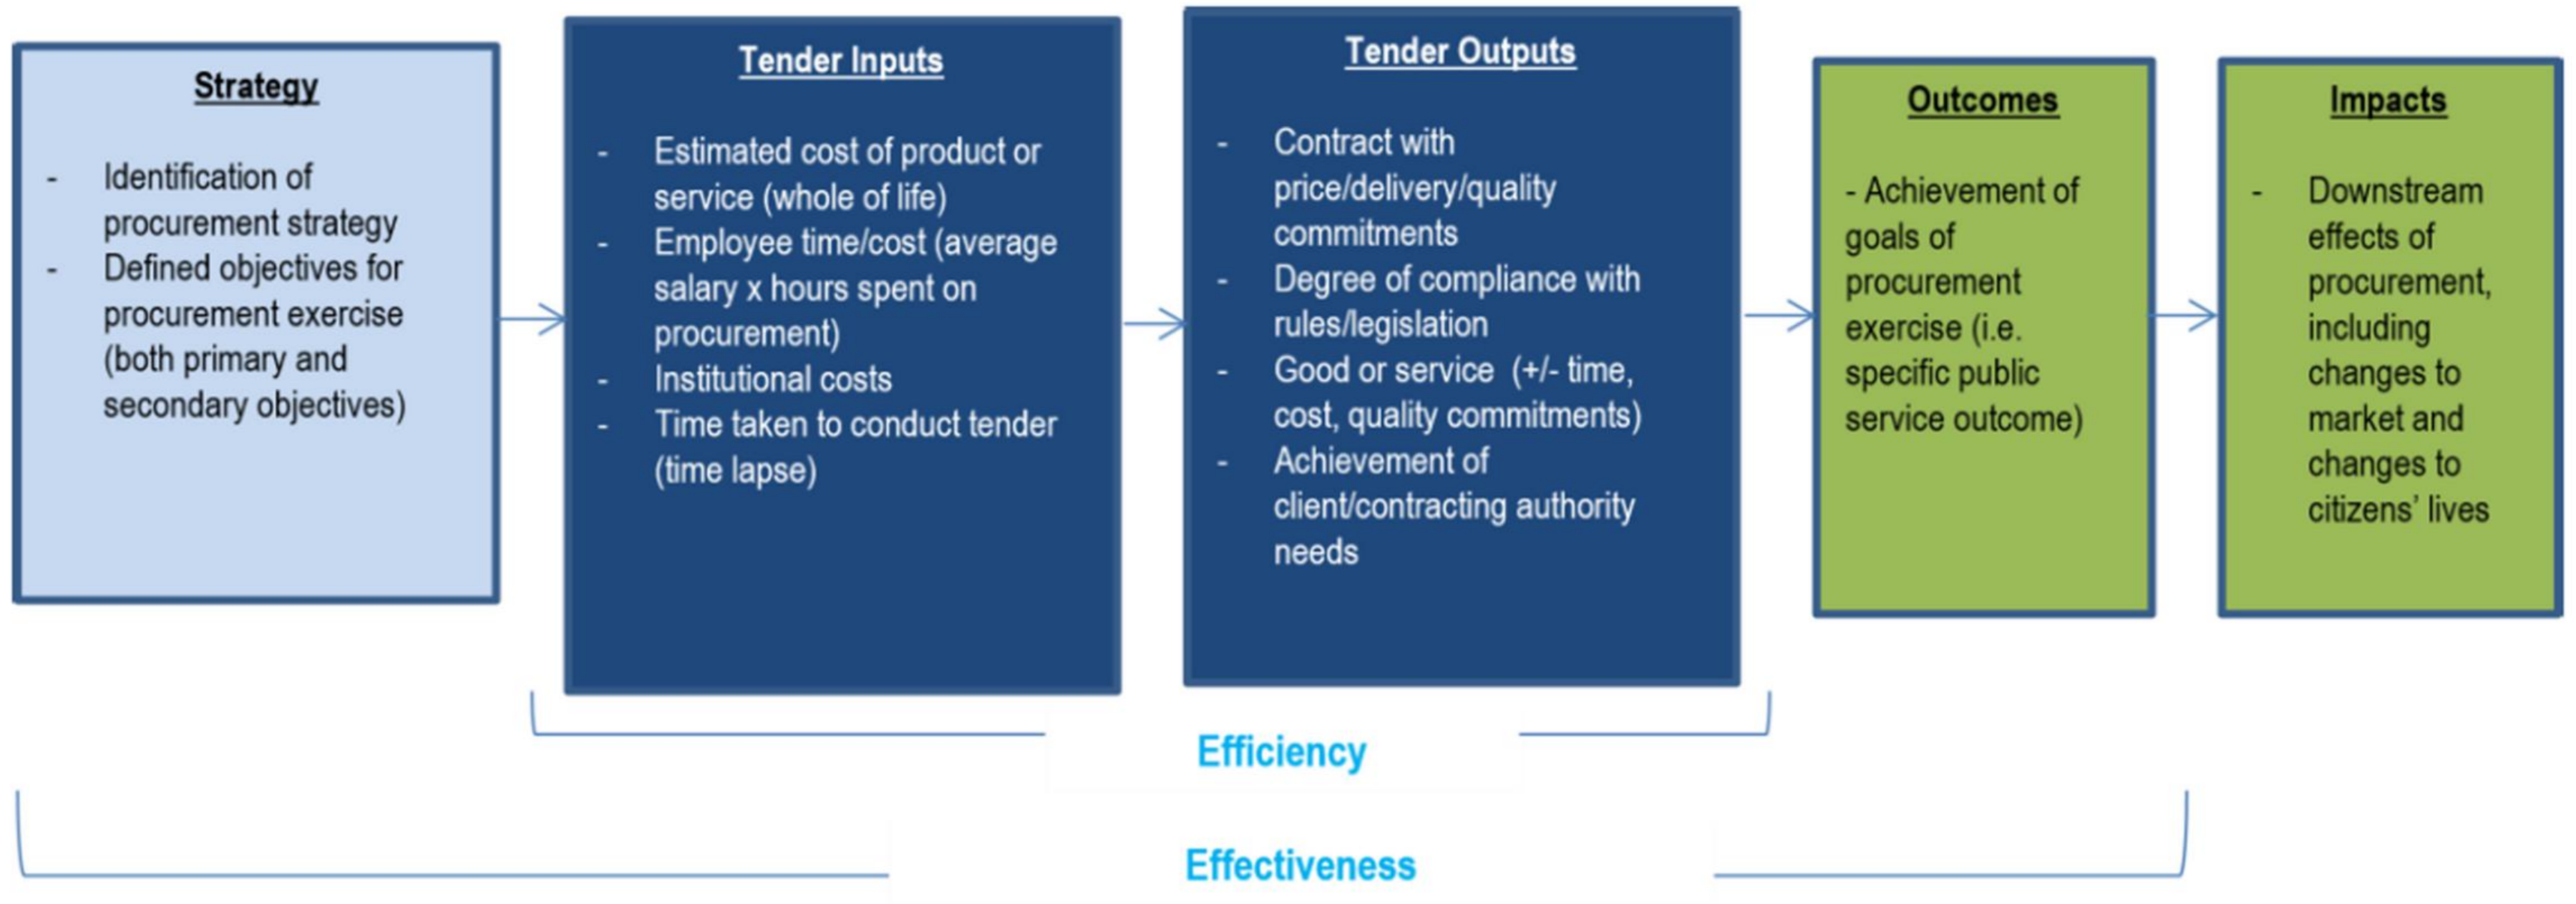 Strategy
- Identification of
procurement strategy
- Defined objectives for
procurement exercise
(both primary and
secondary objectives)
Tender Inputs
- Estimated cost of product or
service (whole of life)
- Employee time/cost (average
salary x hours spent on
procurement)
- Institutional costs
- Time taken to conduct tender
(time lapse)
Tender Outputs
- Contract with
price/delivery/quality
commitments
- Degree of compliance with
rules/legislation
- Good or service (+/- time,
cost, quality commitments)
- Achievement of
client/contracting authority
needs
Outcomes
- Achievement of
goals of
procurement
exercise (i.e.
specific public
service outcome)
Impacts
- Downstream
effects of
procurement,
including
changes to
market and
changes to
citizens’ lives
Efficiency
Effectiveness